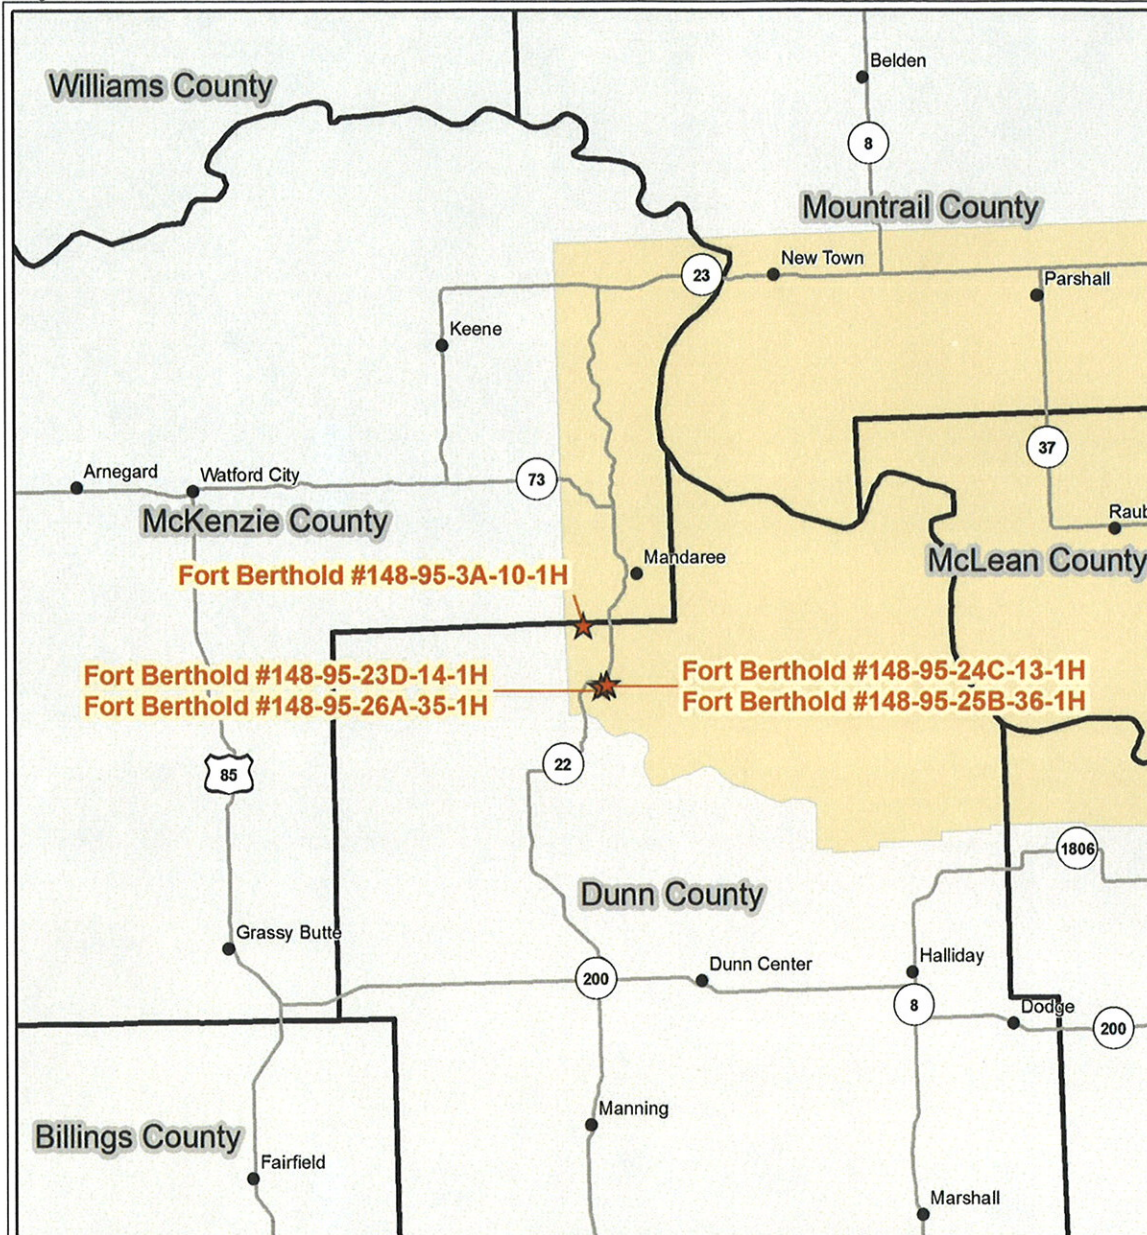 Belden
Williams County
8
Mountrail County
New Town
23
Parshall
Keene
37
Arnegard
Watford City
73
McKenzie County
Raub
Mandaree
McLean County
Fort Berthold #148-95-3A-10-1H
Fort Berthold #148-95-23D-14-1H
Fort Berthold #148-95-26A-35-1H
Fort Berthold #148-95-24C-13-1H
Fort Berthold #148-95-25B-36-1H
22
85
1806
Dunn County
Grassy Butte
Halliday
Dunn Center
200
8
Dodge
200
Manning
Billings County
Fairfield
Marshall